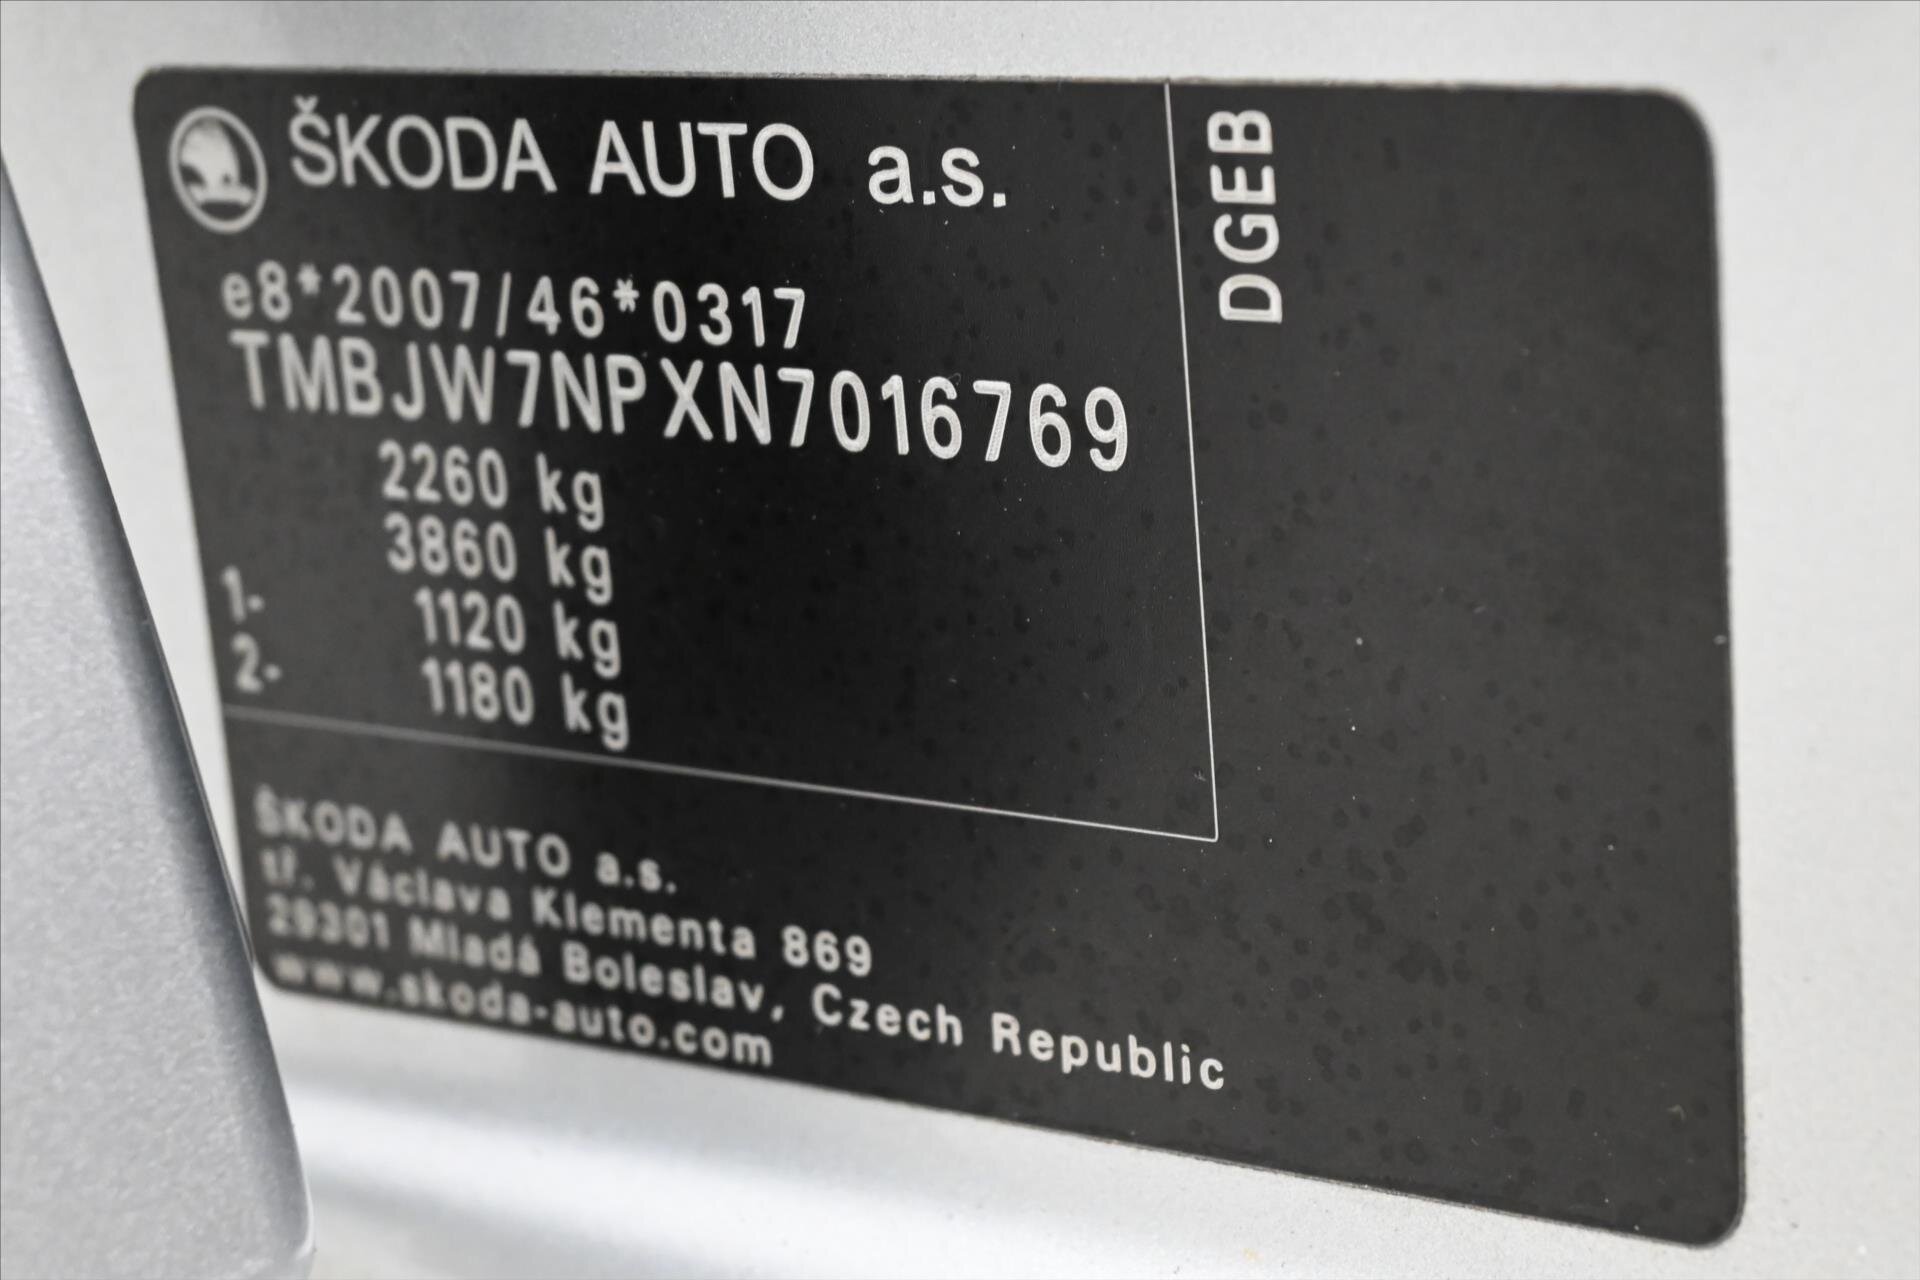 ŠKODA AUTO a.s.
e8*2007/46*0317
TMBJW7NPXN7016769
2260 kg
3860 kg
1- 1120 kg
2- 1180 kg
DGEB
ŠKODA AUTO a.s.
tř. Václava Klementa 869
29301 Mladá Boleslav, Czech Republic
www.skoda-auto.com